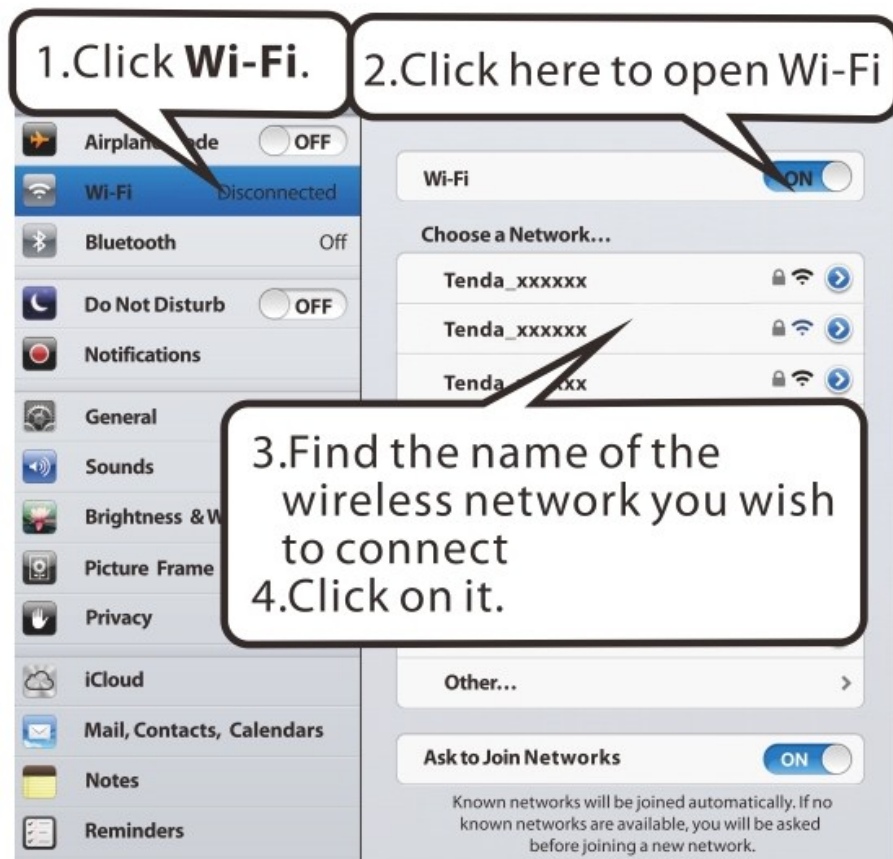 1.Click Wi-Fi.
2.Click here to open Wi-Fi
OFF
Wi-Fi Disconnected
Bluetooth Off
Do Not Disturb OFF
Notifications
General
Sounds
Brightness &
Picture Frame
Privacy
iCloud
Mail, Contacts, Calendars
Notes
Reminders
Wi-Fi ON
Choose a Network...
Tenda_xxxxxx
Tenda_xxxxxx
3.Find the name of the
wireless network you wish
to connect
4.Click on it.
Other...
Ask to Join Networks ON
Known networks will be joined automatically. If no
known networks are available, you will be asked
before joining a new network.